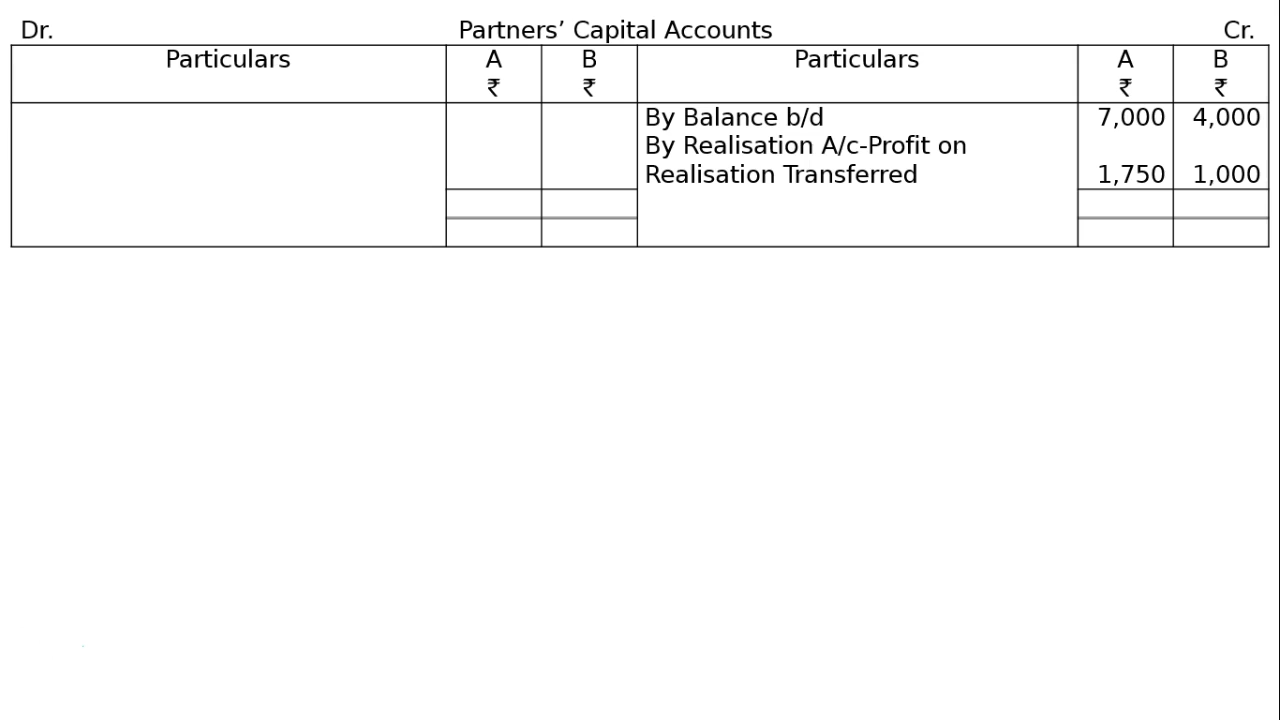 Dr. Partners’ Capital Accounts Cr.
Particulars A B Particulars A B
₹ ₹ ₹ ₹
By Balance b/d 7,000 4,000
By Realisation A/c-Profit on
Realisation Transferred 1,750 1,000